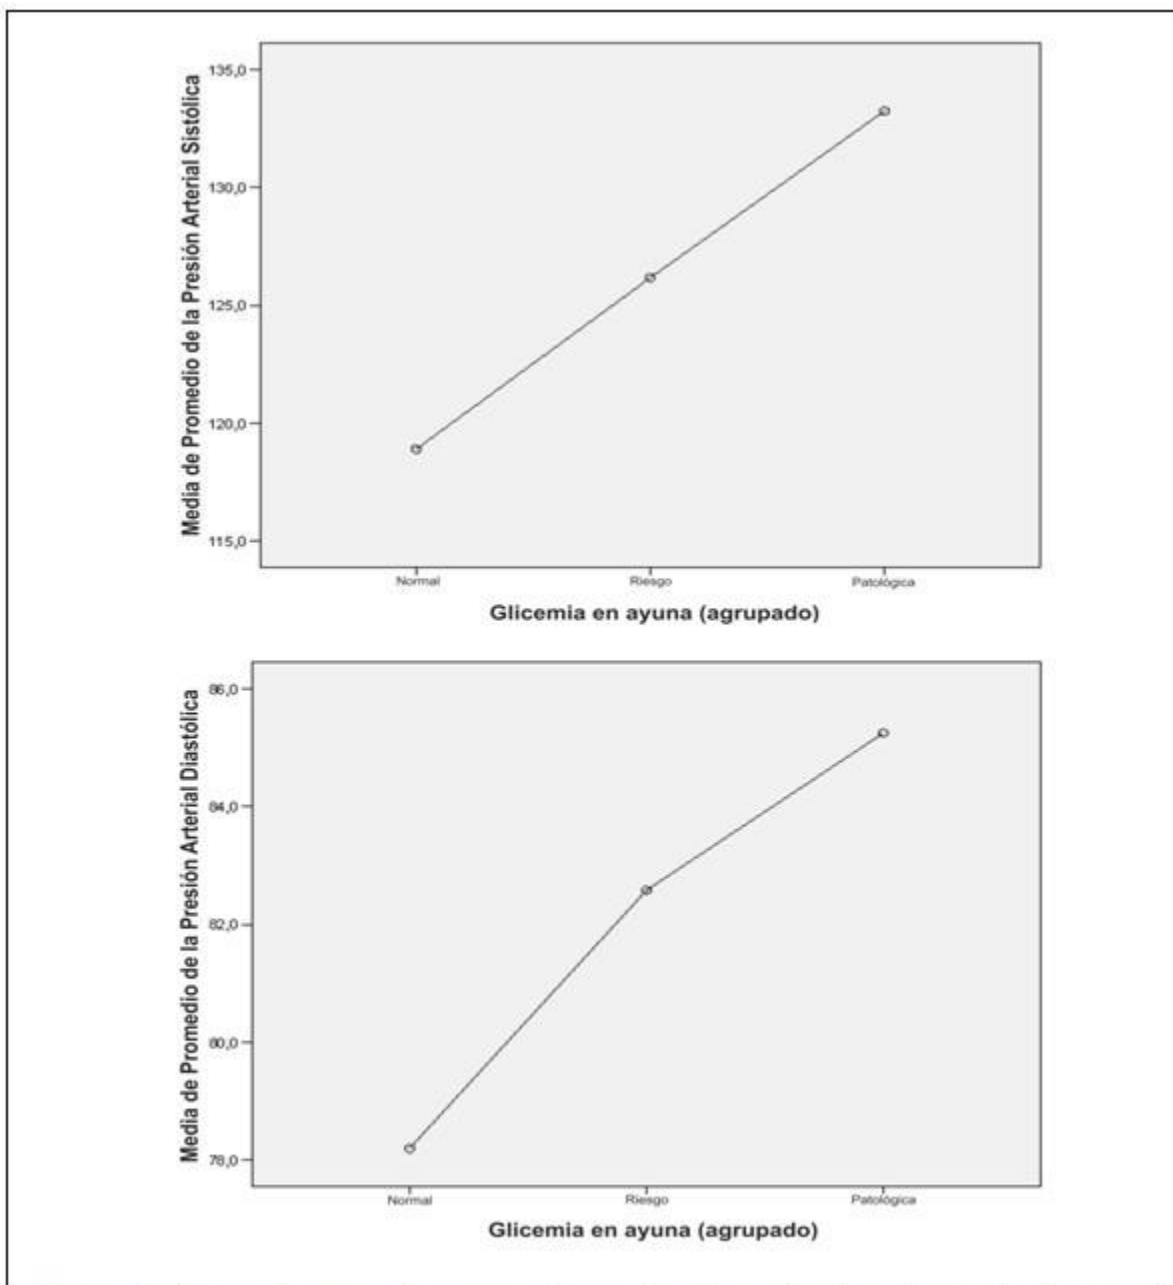 Media de Promedio de la Presión Arterial Sistólica
135,0
130,0
125,0
120,0
115,0
Normal Riesgo Patológica
Glicemia en ayuna (agrupado)
Media de Promedio de la Presión Arterial Diastólica
86,0
84,0
82,0
80,0
78,0
Normal Riesgo Patológica
Glicemia en ayuna (agrupado)